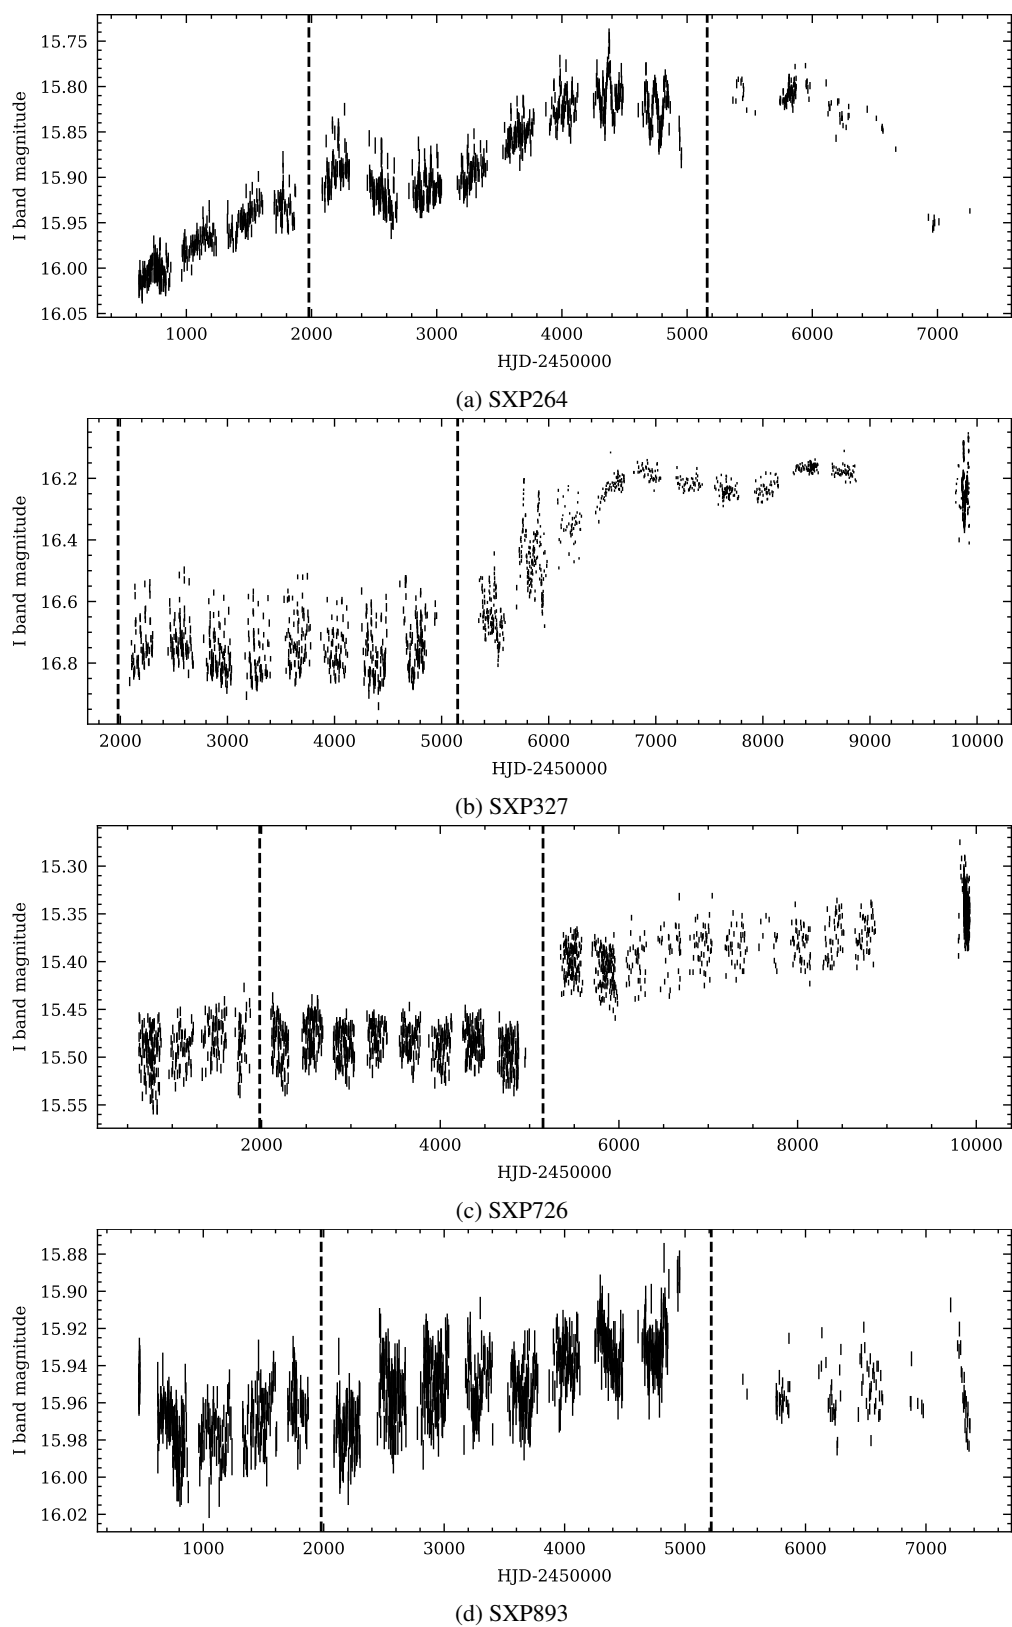 15.75
15.80
15.85
15.90
15.95
16.00
16.05
I band magnitude
1000 2000 3000 4000 5000 6000 7000
HJD-2450000
(a) SXP264
16.2
16.4
16.6
16.8
I band magnitude
2000 3000 4000 5000 6000 7000 8000 9000 10000
HJD-2450000
(b) SXP327
15.30
15.35
15.40
15.45
15.50
15.55
I band magnitude
2000 4000 6000 8000 10000
HJD-2450000
(c) SXP726
15.88
15.90
15.92
15.94
15.96
15.98
16.00
16.02
I band magnitude
1000 2000 3000 4000 5000 6000 7000
HJD-2450000
(d) SXP893